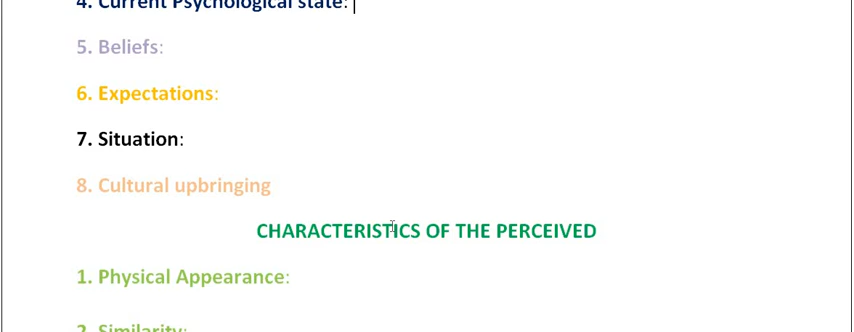 4. Current Psychological state:
5. Beliefs:
6. Expectations:
7. Situation:
8. Cultural upbringing
CHARACTERISTICS OF THE PERCEIVED
1. Physical Appearance:
2. Similarity: